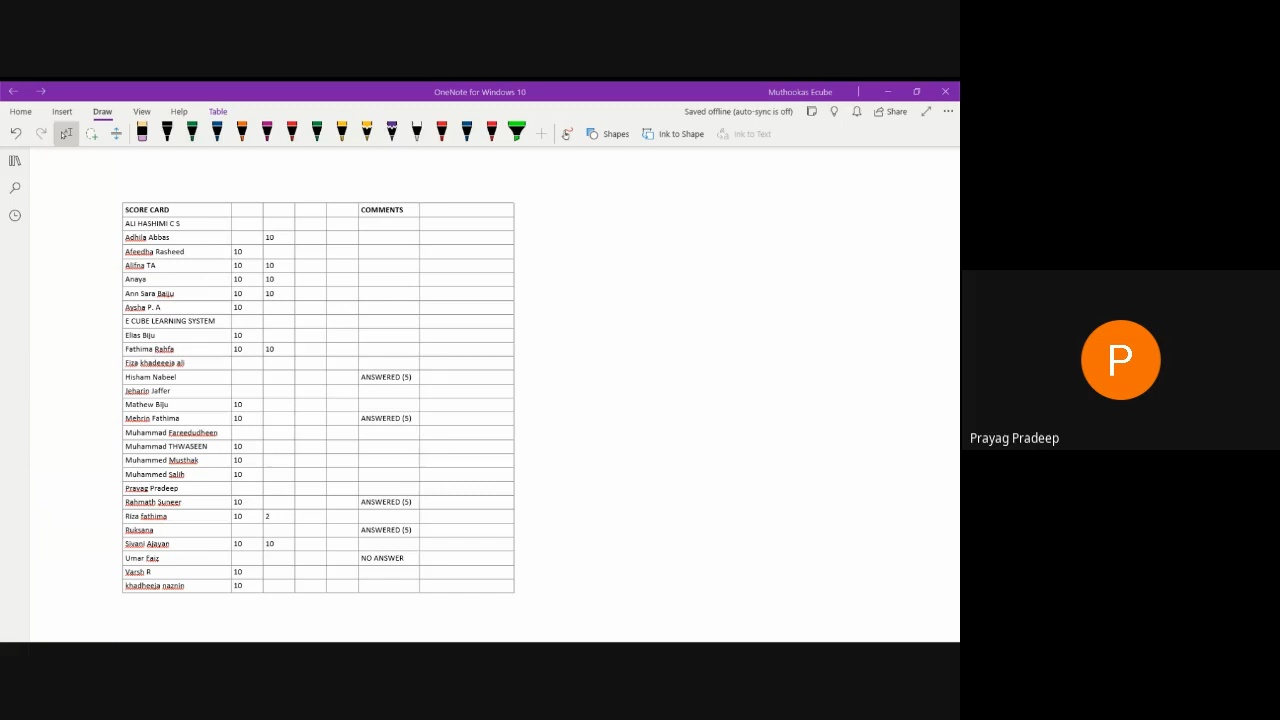 OneNote for Windows 10
Muthookas Ecube
Home Insert Draw View Help Table
Saved offline (auto-sync is off)
Share
Shapes
Ink to Shape
Ink to Text
SCORE CARD COMMENTS
ALI HASHIMI C S
Adhila Abbas 10
Afeedha Rasheed 10
Alifna TA 10 10
Anaya 10 10
Ann Sara Baiju 10 10
Aysha P. A 10
E CUBE LEARNING SYSTEM
Elias Biju 10
Fathima Rahfa 10 10
Fiza khadeeeja ali
Hisham Nabeel ANSWERED (5)
Jeharin Jaffer
Mathew Biju 10
Mehrin Fathima 10 ANSWERED (5)
Muhammad Fareedudheen
Muhammad THWASEEN 10
Muhammed Musthak 10
Muhammed Salih 10
Prayag Pradeep
Rahmath Suneer 10 ANSWERED (5)
Riza fathima 10 2
Ruksana ANSWERED (5)
Sivani Ajayan 10 10
Umar Faiz NO ANSWER
Varsh R 10
khadheeja naznin 10
P
Prayag Pradeep